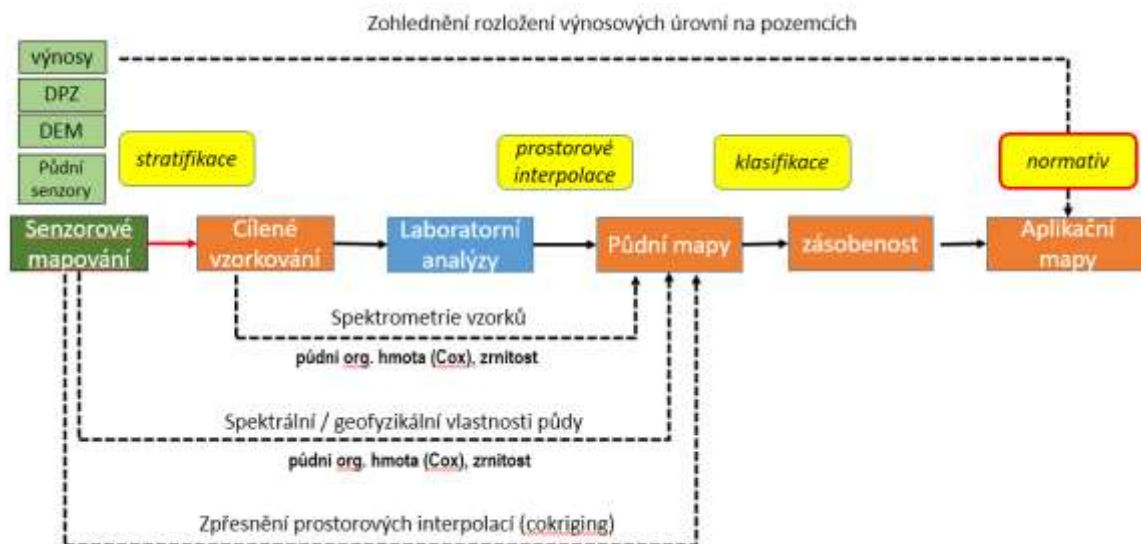 Zohlednění rozložení výnosových úrovní na pozemcích
výnosy
DPZ
DEM
Půdní
senzory
stratifikace
prostorové
interpolace
klasifikace
normativ
Senzorové
mapování
Cílené
vzorkování
Laboratorní
analýzy
Půdní mapy
zásobenost
Aplikační
mapy
Spektrometrie vzorků
půdní org. hmota (Cox), zrnitost
Spektrální / geofyzikální vlastnosti půdy
půdní org. hmota (Cox), zrnitost
Zpřesnění prostorových interpolací (cokriging)